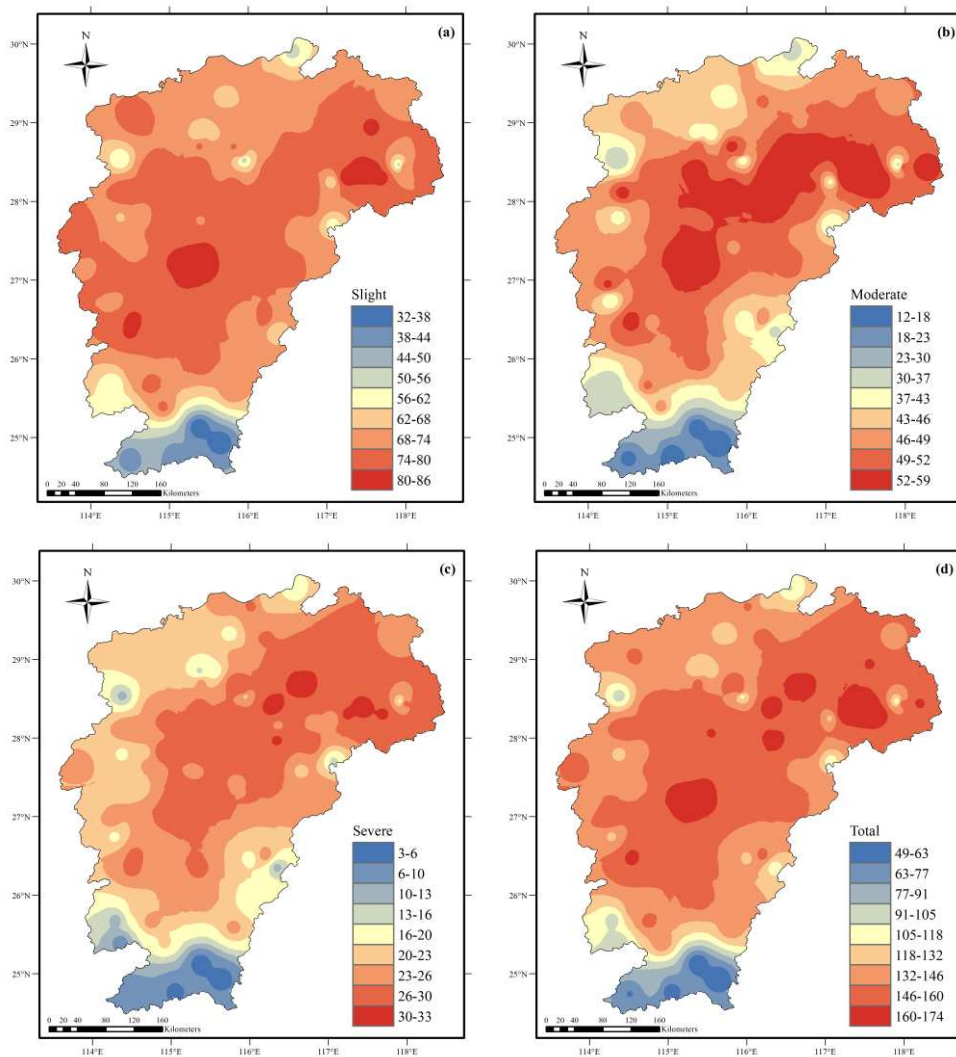 (a)
N
30°N
29°N
28°N
27°N
26°N
25°N
Slight
32-38
38-44
44-50
50-56
56-62
62-68
68-74
74-80
80-86
0 20 40 80 120 160
Kilometers
114°E 115°E 116°E 117°E 118°E
(b)
N
30°N
29°N
28°N
27°N
26°N
25°N
Moderate
12-18
18-23
23-30
30-37
37-43
43-46
46-49
49-52
52-59
0 20 40 80 120 160
Kilometers
114°E 115°E 116°E 117°E 118°E
(c)
N
30°N
29°N
28°N
27°N
26°N
25°N
Severe
3-6
6-10
10-13
13-16
16-20
20-23
23-26
26-30
30-33
0 20 40 80 120 160
Kilometers
114°E 115°E 116°E 117°E 118°E
(d)
N
30°N
29°N
28°N
27°N
26°N
25°N
Total
49-63
63-77
77-91
91-105
105-118
118-132
132-146
146-160
160-174
0 20 40 80 120 160
Kilometers
114°E 115°E 116°E 117°E 118°E